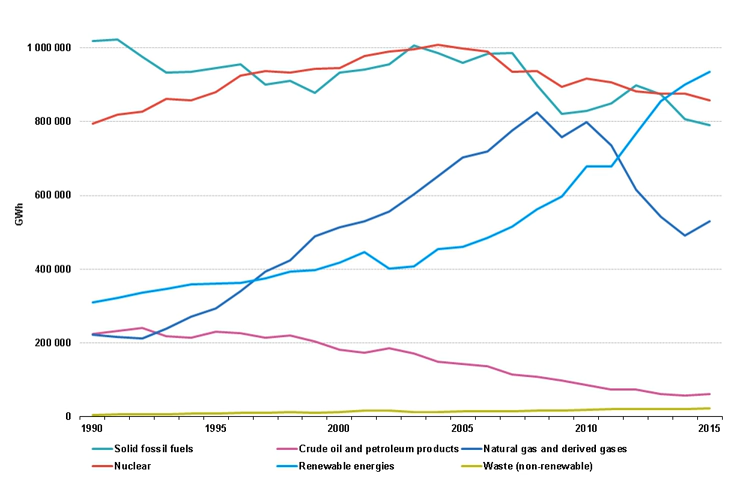 1 000 000
800 000
600 000
400 000
200 000
0
GWh
1990 1995 2000 2005 2010 2015
Solid fossil fuels Crude oil and petroleum products Natural gas and derived gases
Nuclear Renewable energies Waste (non-renewable)